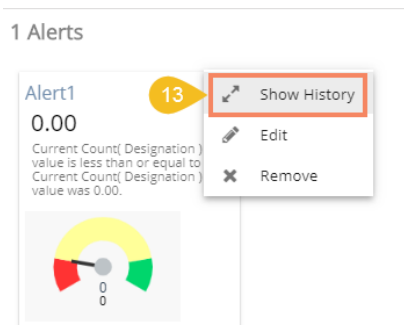 1 Alerts
Alert1
13
Show History
0.00
Edit
Current Count( Designation )
value is less than or equal to
Current Count( Designation )
value was 0.00.
Remove
0
0